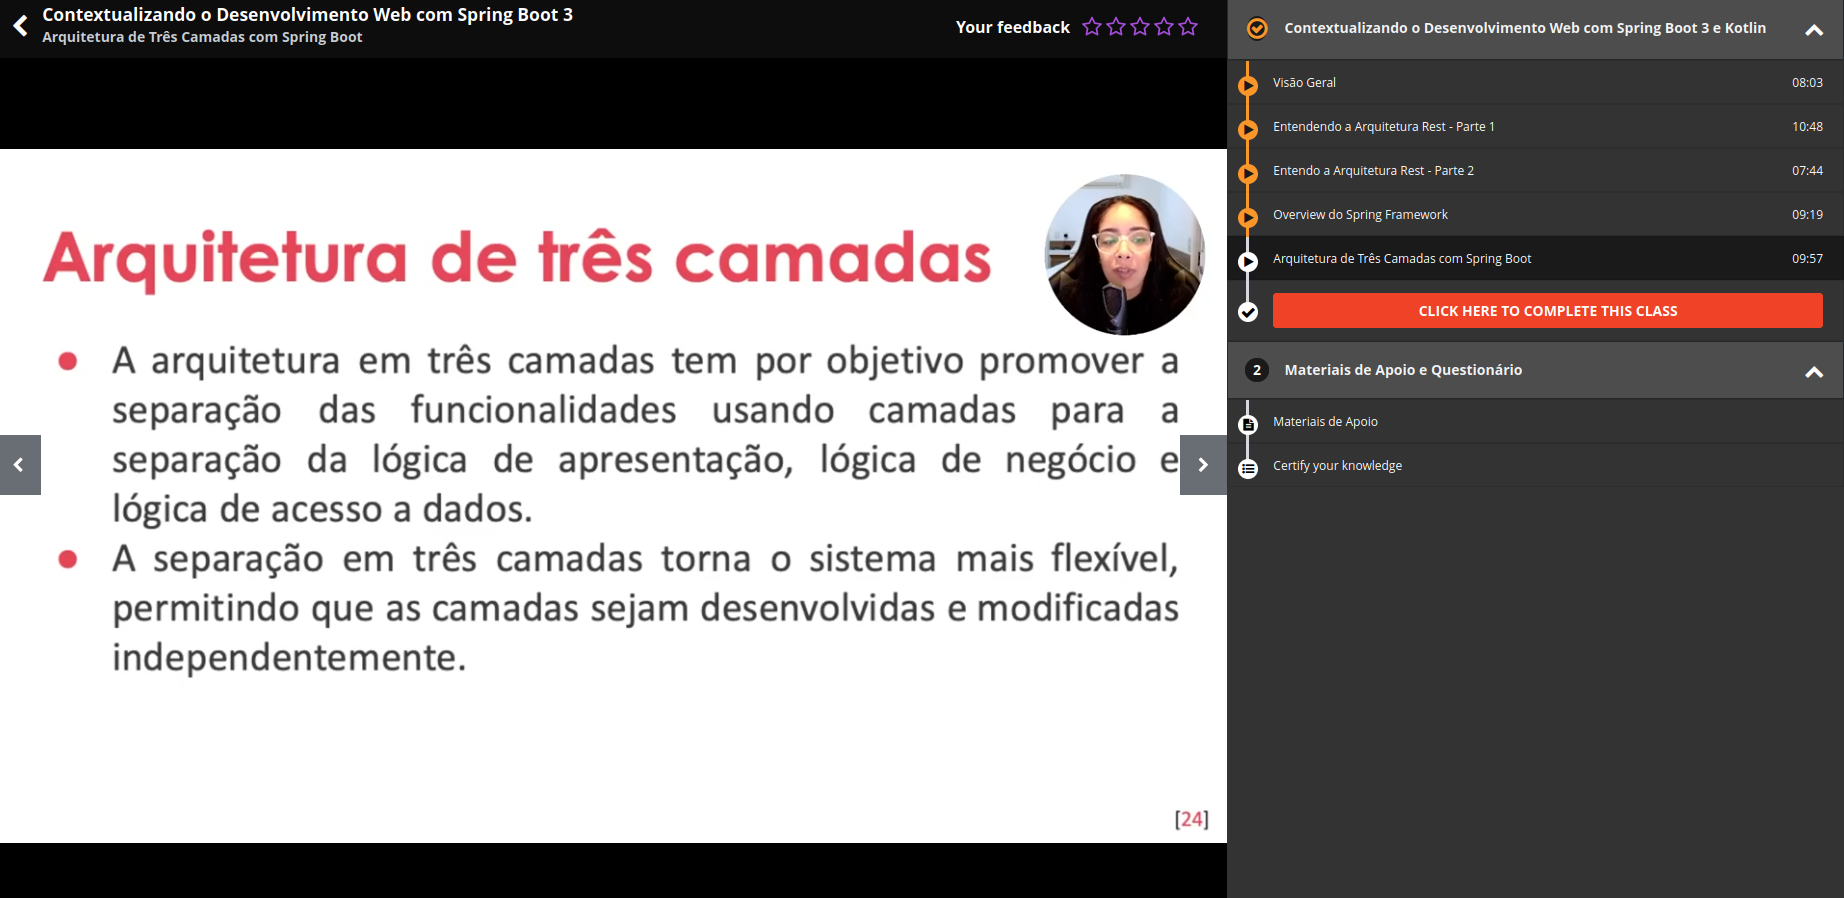 Contextualizando o Desenvolvimento Web com Spring Boot 3
Arquitetura de Três Camadas com Spring Boot
Your feedback
Arquitetura de três camadas
A arquitetura em três camadas tem por objetivo promover a
separação das funcionalidades usando camadas para a
separação da lógica de apresentação, lógica de negócio e
lógica de acesso a dados.
A separação em três camadas torna o sistema mais flexível,
permitindo que as camadas sejam desenvolvidas e modificadas
independentemente.
[24]
Contextualizando o Desenvolvimento Web com Spring Boot 3 e Kotlin
Visão Geral 08:03
Entendendo a Arquitetura Rest - Parte 1 10:48
Entendo a Arquitetura Rest - Parte 2 07:44
Overview do Spring Framework 09:19
Arquitetura de Três Camadas com Spring Boot 09:57
CLICK HERE TO COMPLETE THIS CLASS
2 Materiais de Apoio e Questionário
Materiais de Apoio
Certify your knowledge